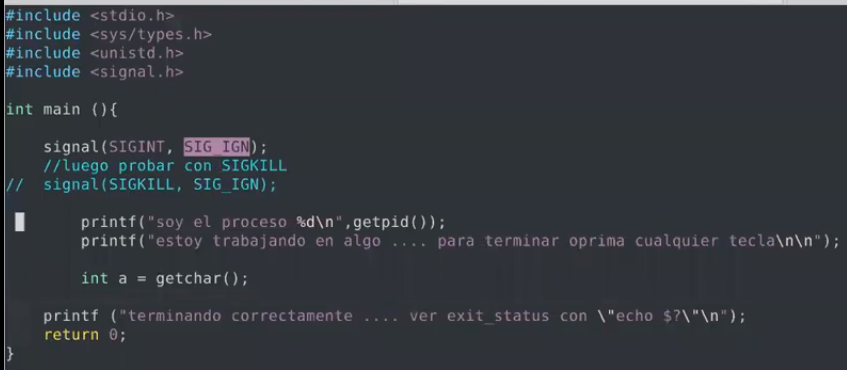 #include <stdio.h>
#include <sys/types.h>
#include <unistd.h>
#include <signal.h>
int main (){
signal(SIGINT, SIG_IGN);
//luego probar con SIGKILL
//  signal(SIGKILL, SIG_IGN);
printf("soy el proceso %d\n",getpid());
printf("estoy trabajando en algo .... para terminar oprima cualquier tecla\n\n");
int a = getchar();
printf ("terminando correctamente .... ver exit_status con \"echo $?\"\n");
return 0;
}